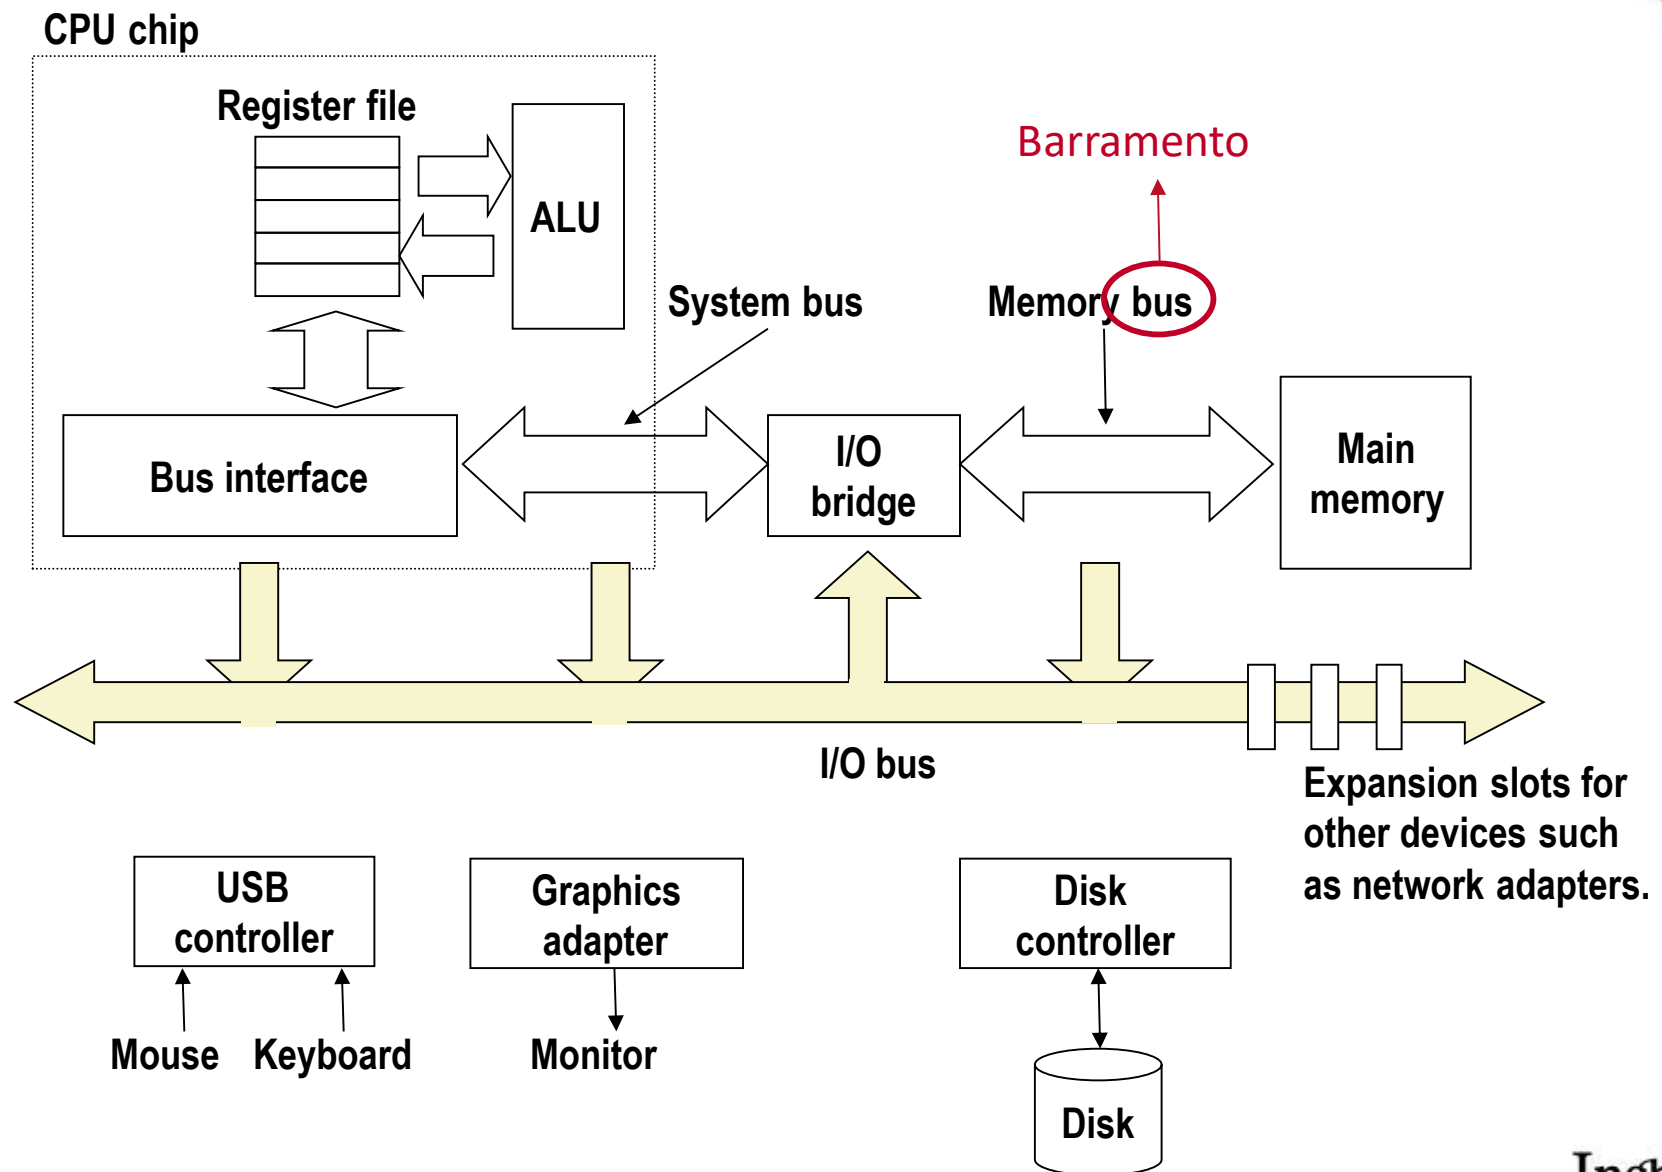 CPU chip
Register file
ALU
Barramento
System bus
Memory bus
Bus interface
I/O
bridge
Main
memory
I/O bus
Expansion slots for
other devices such
as network adapters.
USB
controller
Graphics
adapter
Disk
controller
Mouse
Keyboard
Monitor
Disk